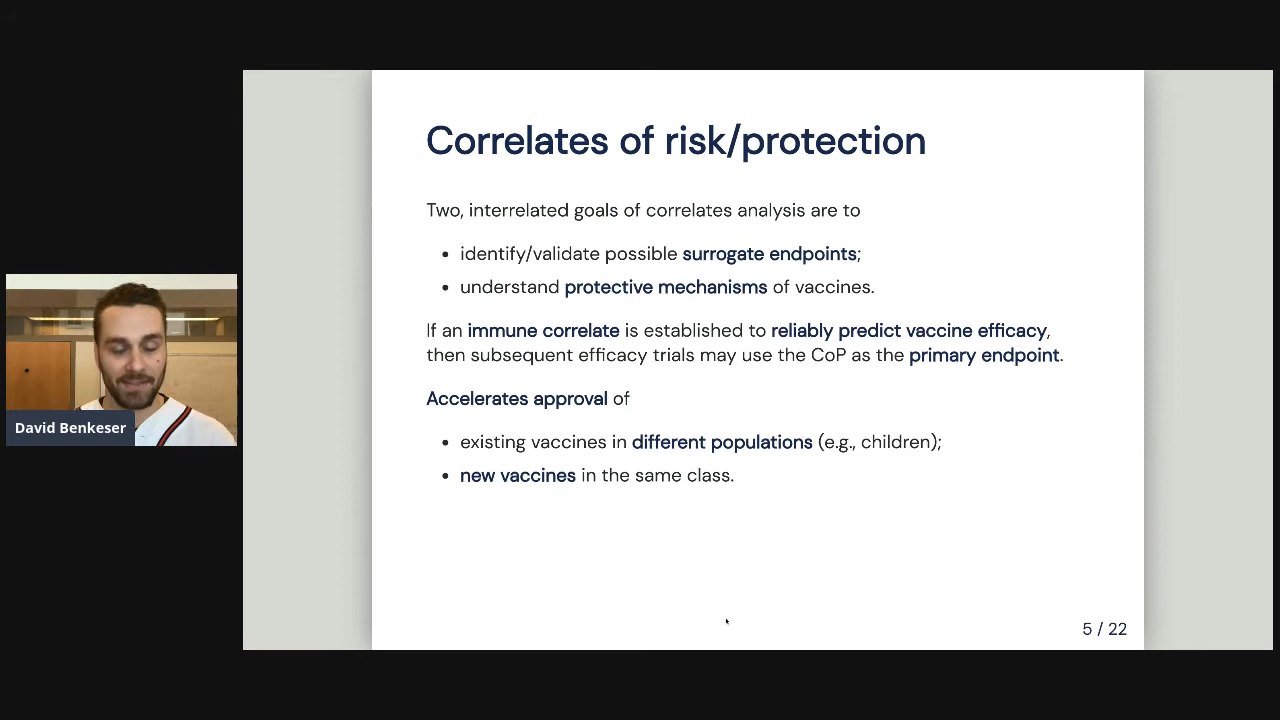 Correlates of risk/protection
Two, interrelated goals of correlates analysis are to
• identify/validate possible surrogate endpoints;
• understand protective mechanisms of vaccines.
If an immune correlate is established to reliably predict vaccine efficacy,
then subsequent efficacy trials may use the CoP as the primary endpoint.
Accelerates approval of
• existing vaccines in different populations (e.g., children);
• new vaccines in the same class.
5 / 22
David Benkeser